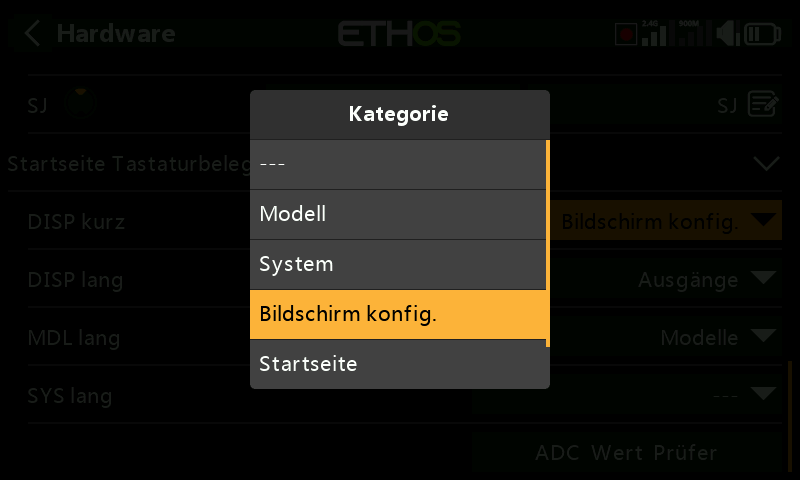 Hardware
ETHOS
2.4G
900M
SJ
SJ
Startseite Tastaturbeleg
DISP kurz
Bildschirm konfig.
DISP lang
Ausgänge
MDL lang
Modelle
SYS lang
---
ADC Wert Prüfer
Kategorie
---
Modell
System
Bildschirm konfig.
Startseite